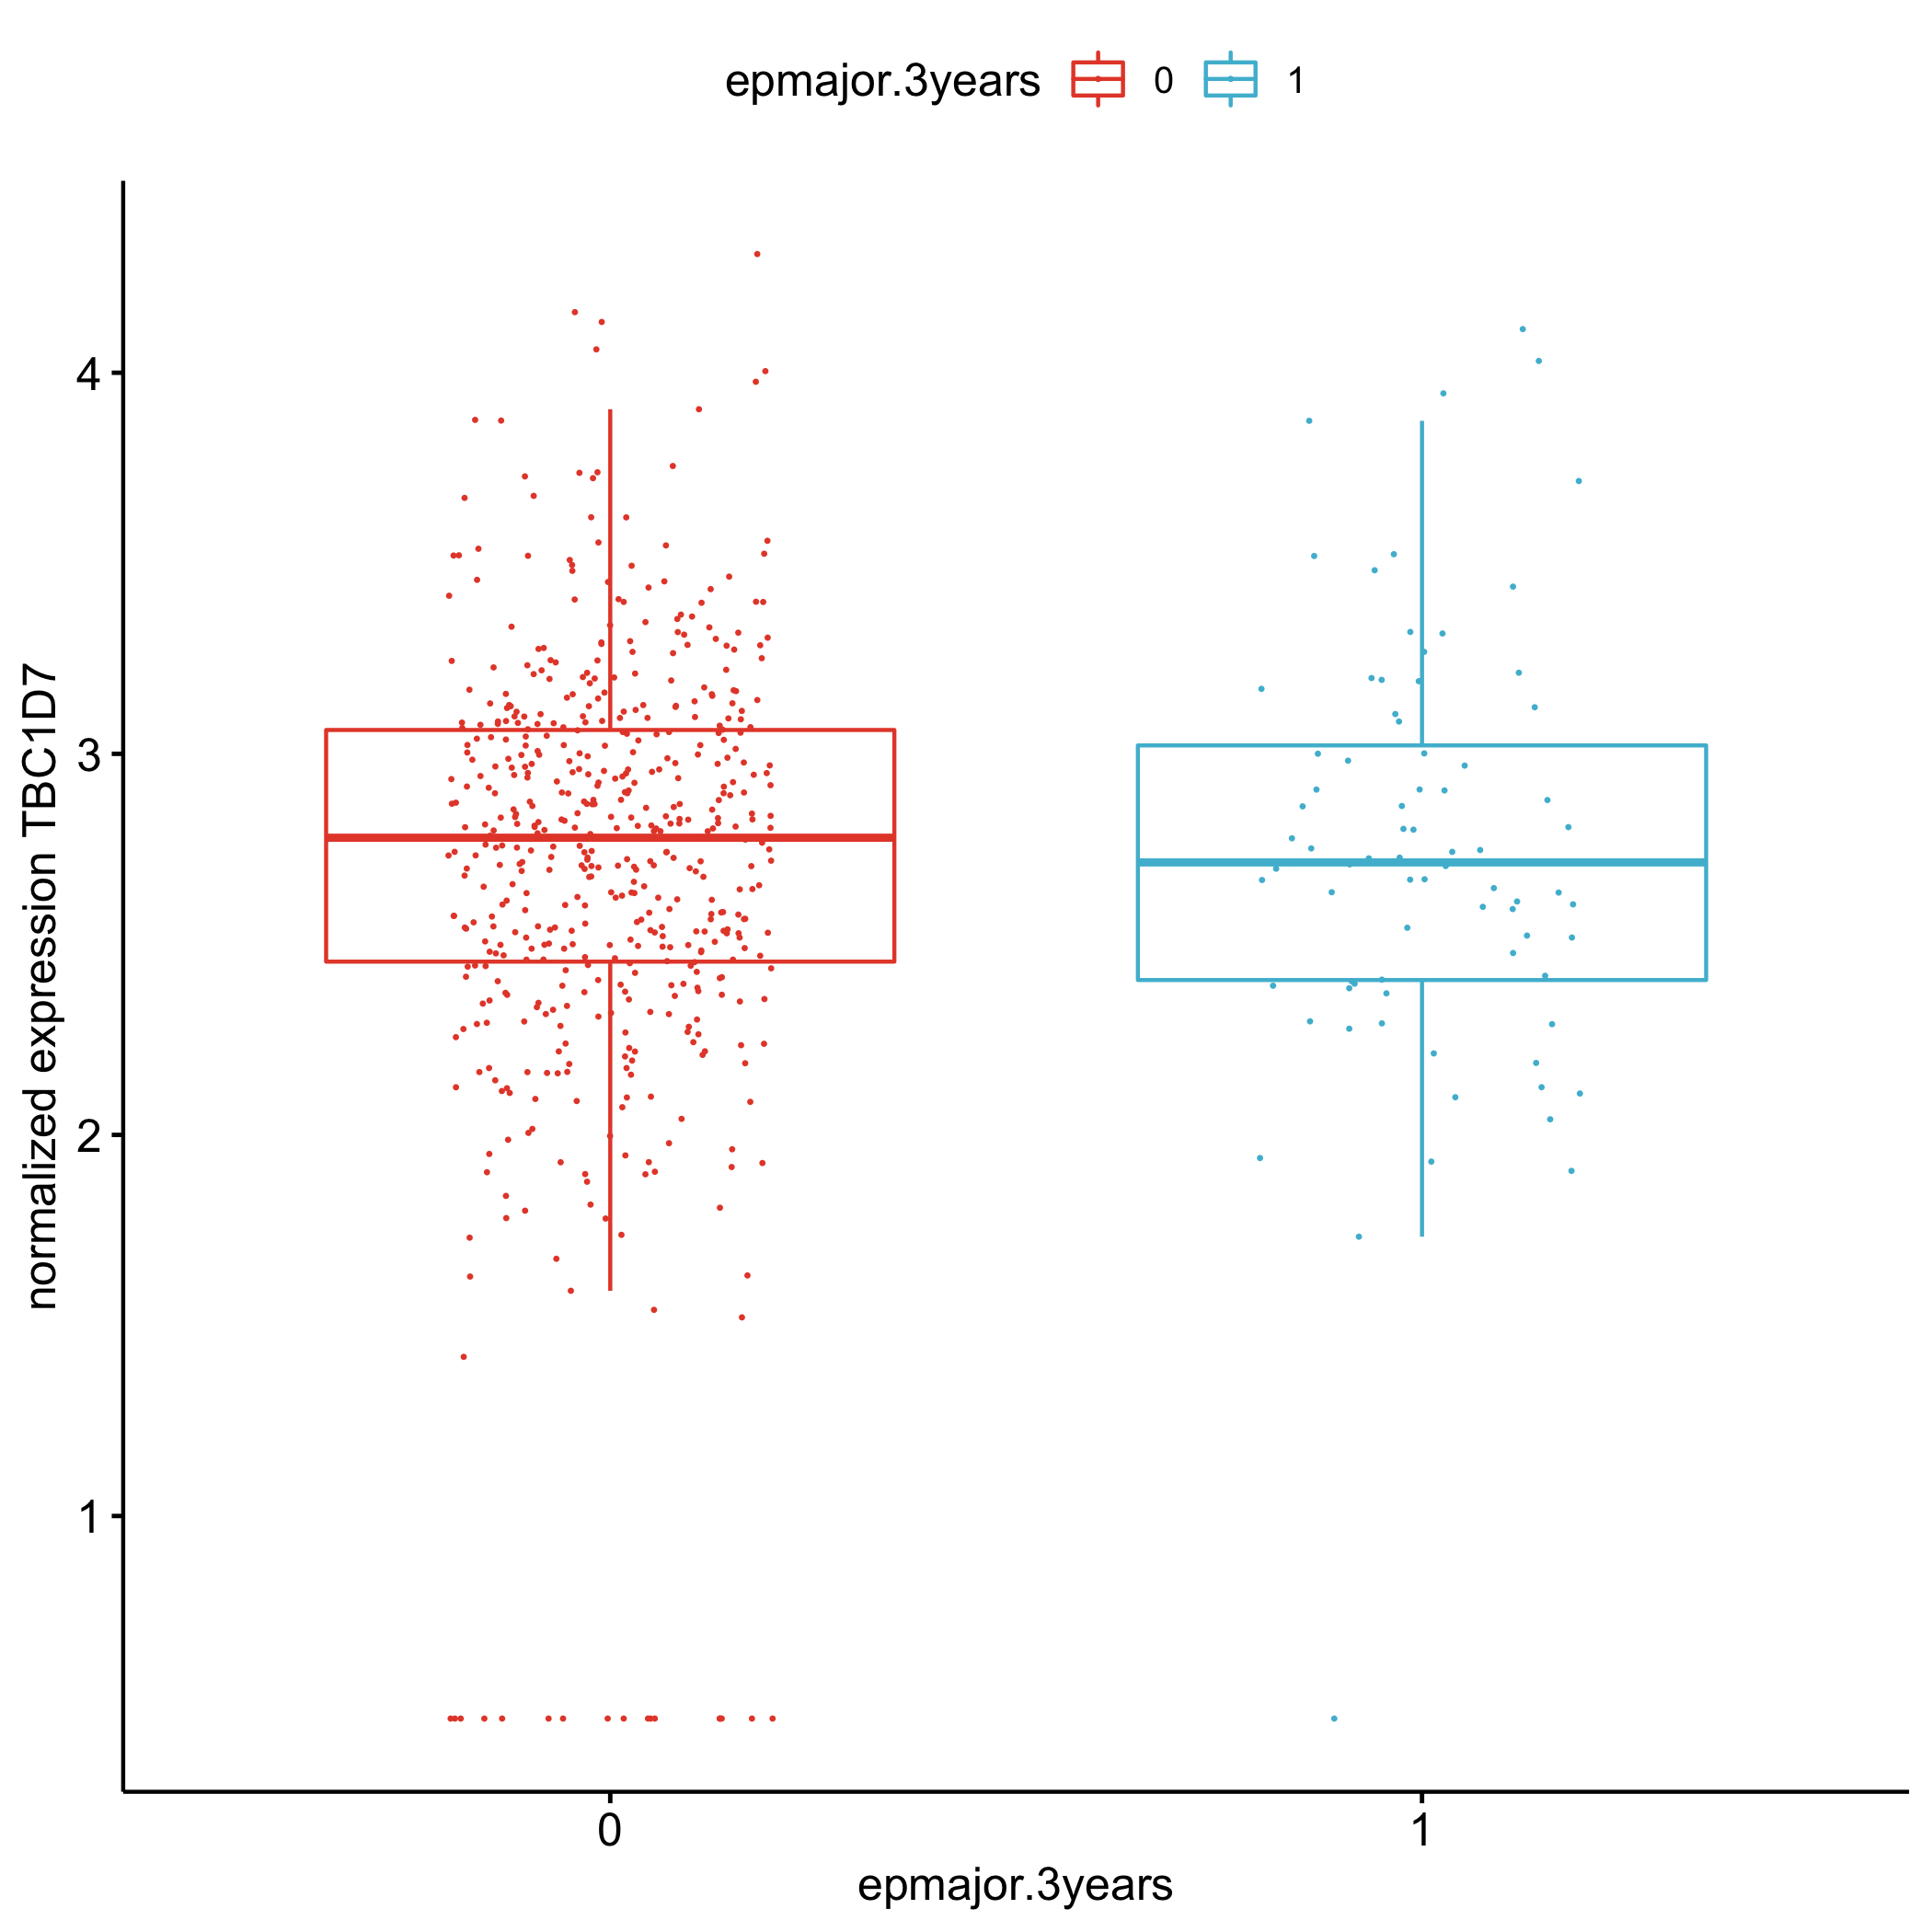 epmajor.3years 0 1
normalized expression TBC1D7
4
3
2
1
0 1
epmajor.3years